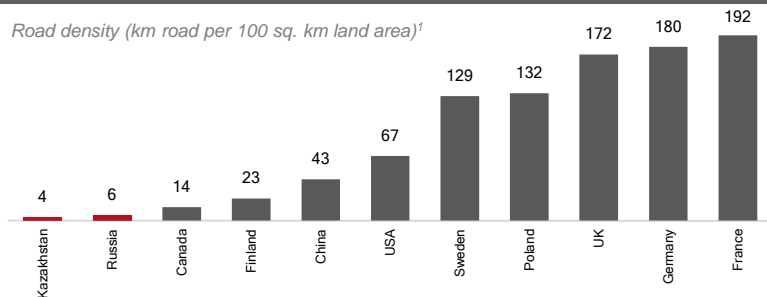 Road density (km road per 100 sq. km land area)¹
4
6
14
23
43
67
129
132
172
180
192
Kazakhstan
Russia
Canada
Finland
China
USA
Sweden
Poland
UK
Germany
France